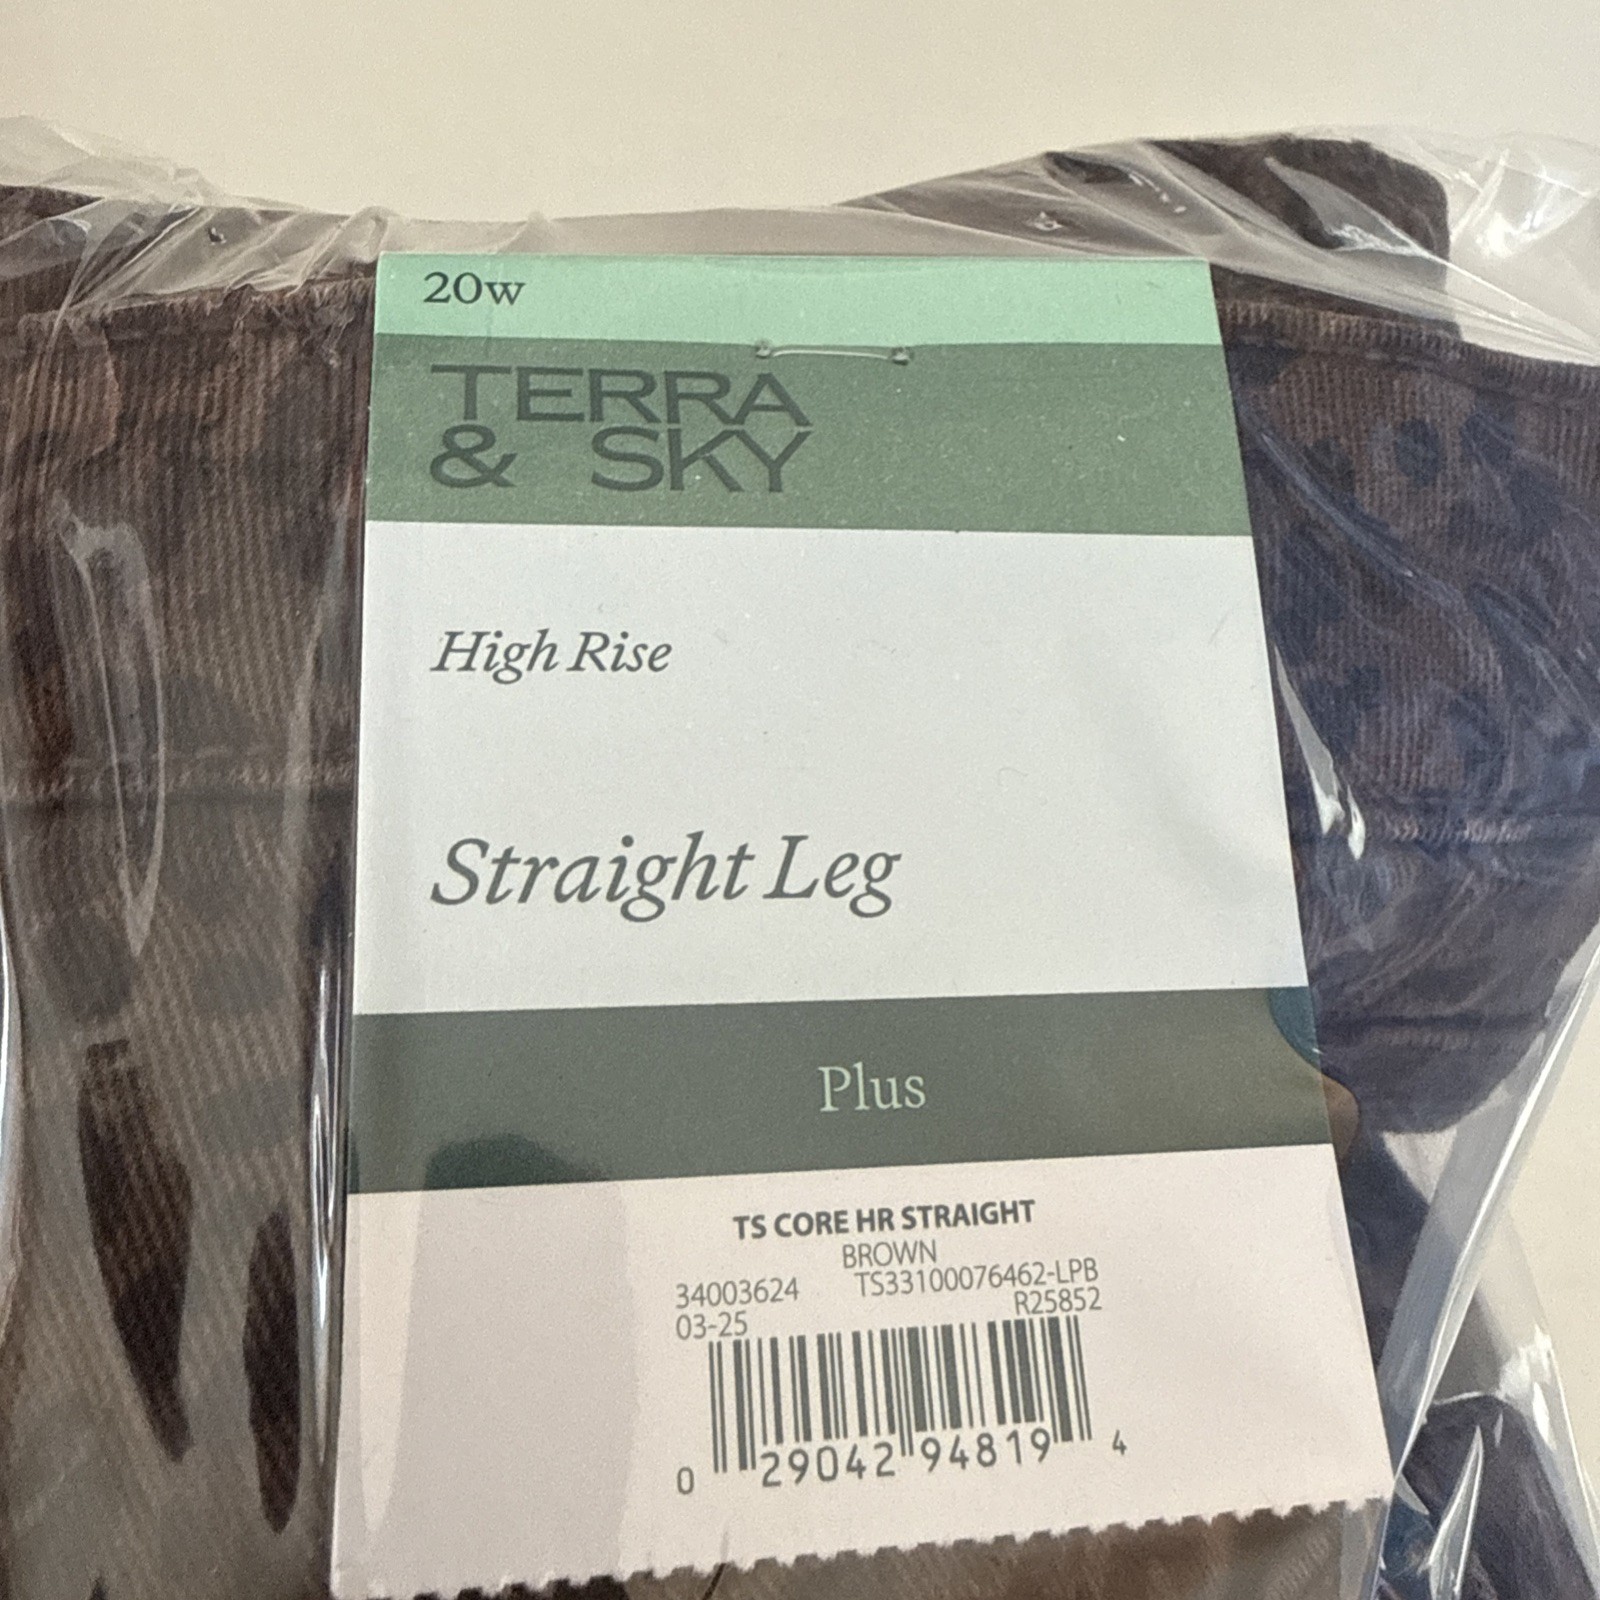 20w
TERRA
& SKY
High Rise
Straight Leg
Plus
TS CORE HR STRAIGHT
BROWN
34003624 TS33100076462-LPB
03-25 R25852
0 29042 94819 4